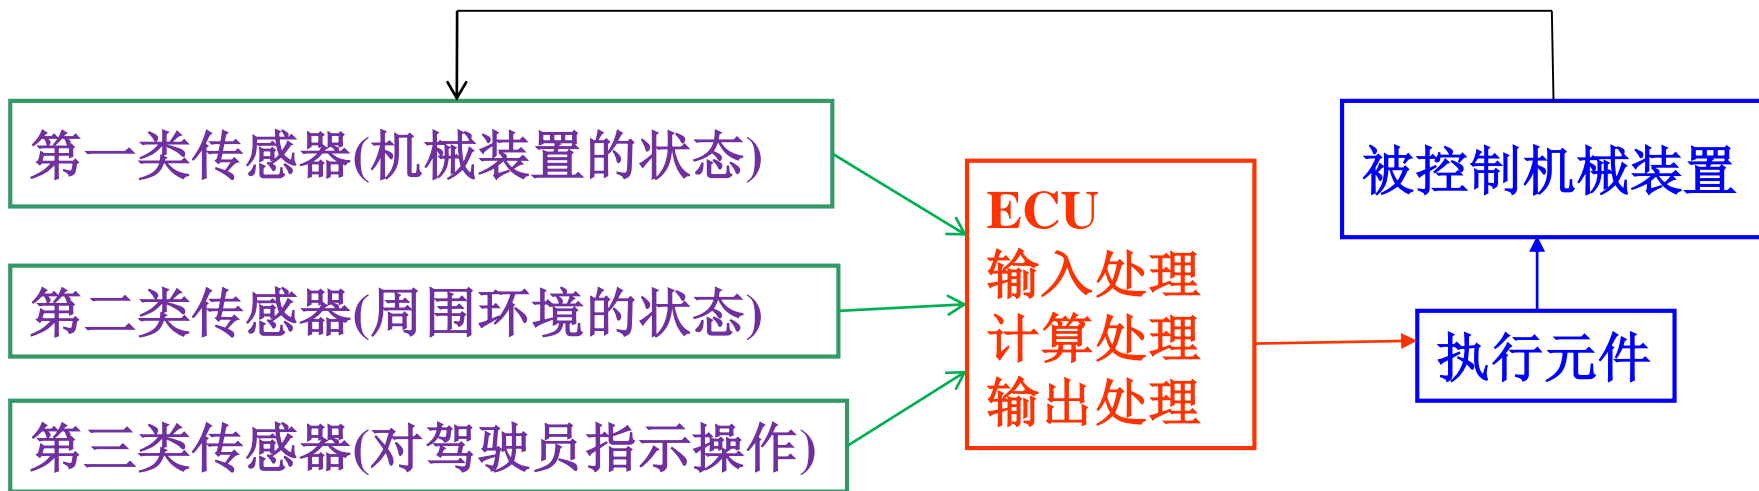 第一类传感器(机械装置的状态)
第二类传感器(周围环境的状态)
第三类传感器(对驾驶员指示操作)
ECU
输入处理
计算处理
输出处理
被控制机械装置
执行元件